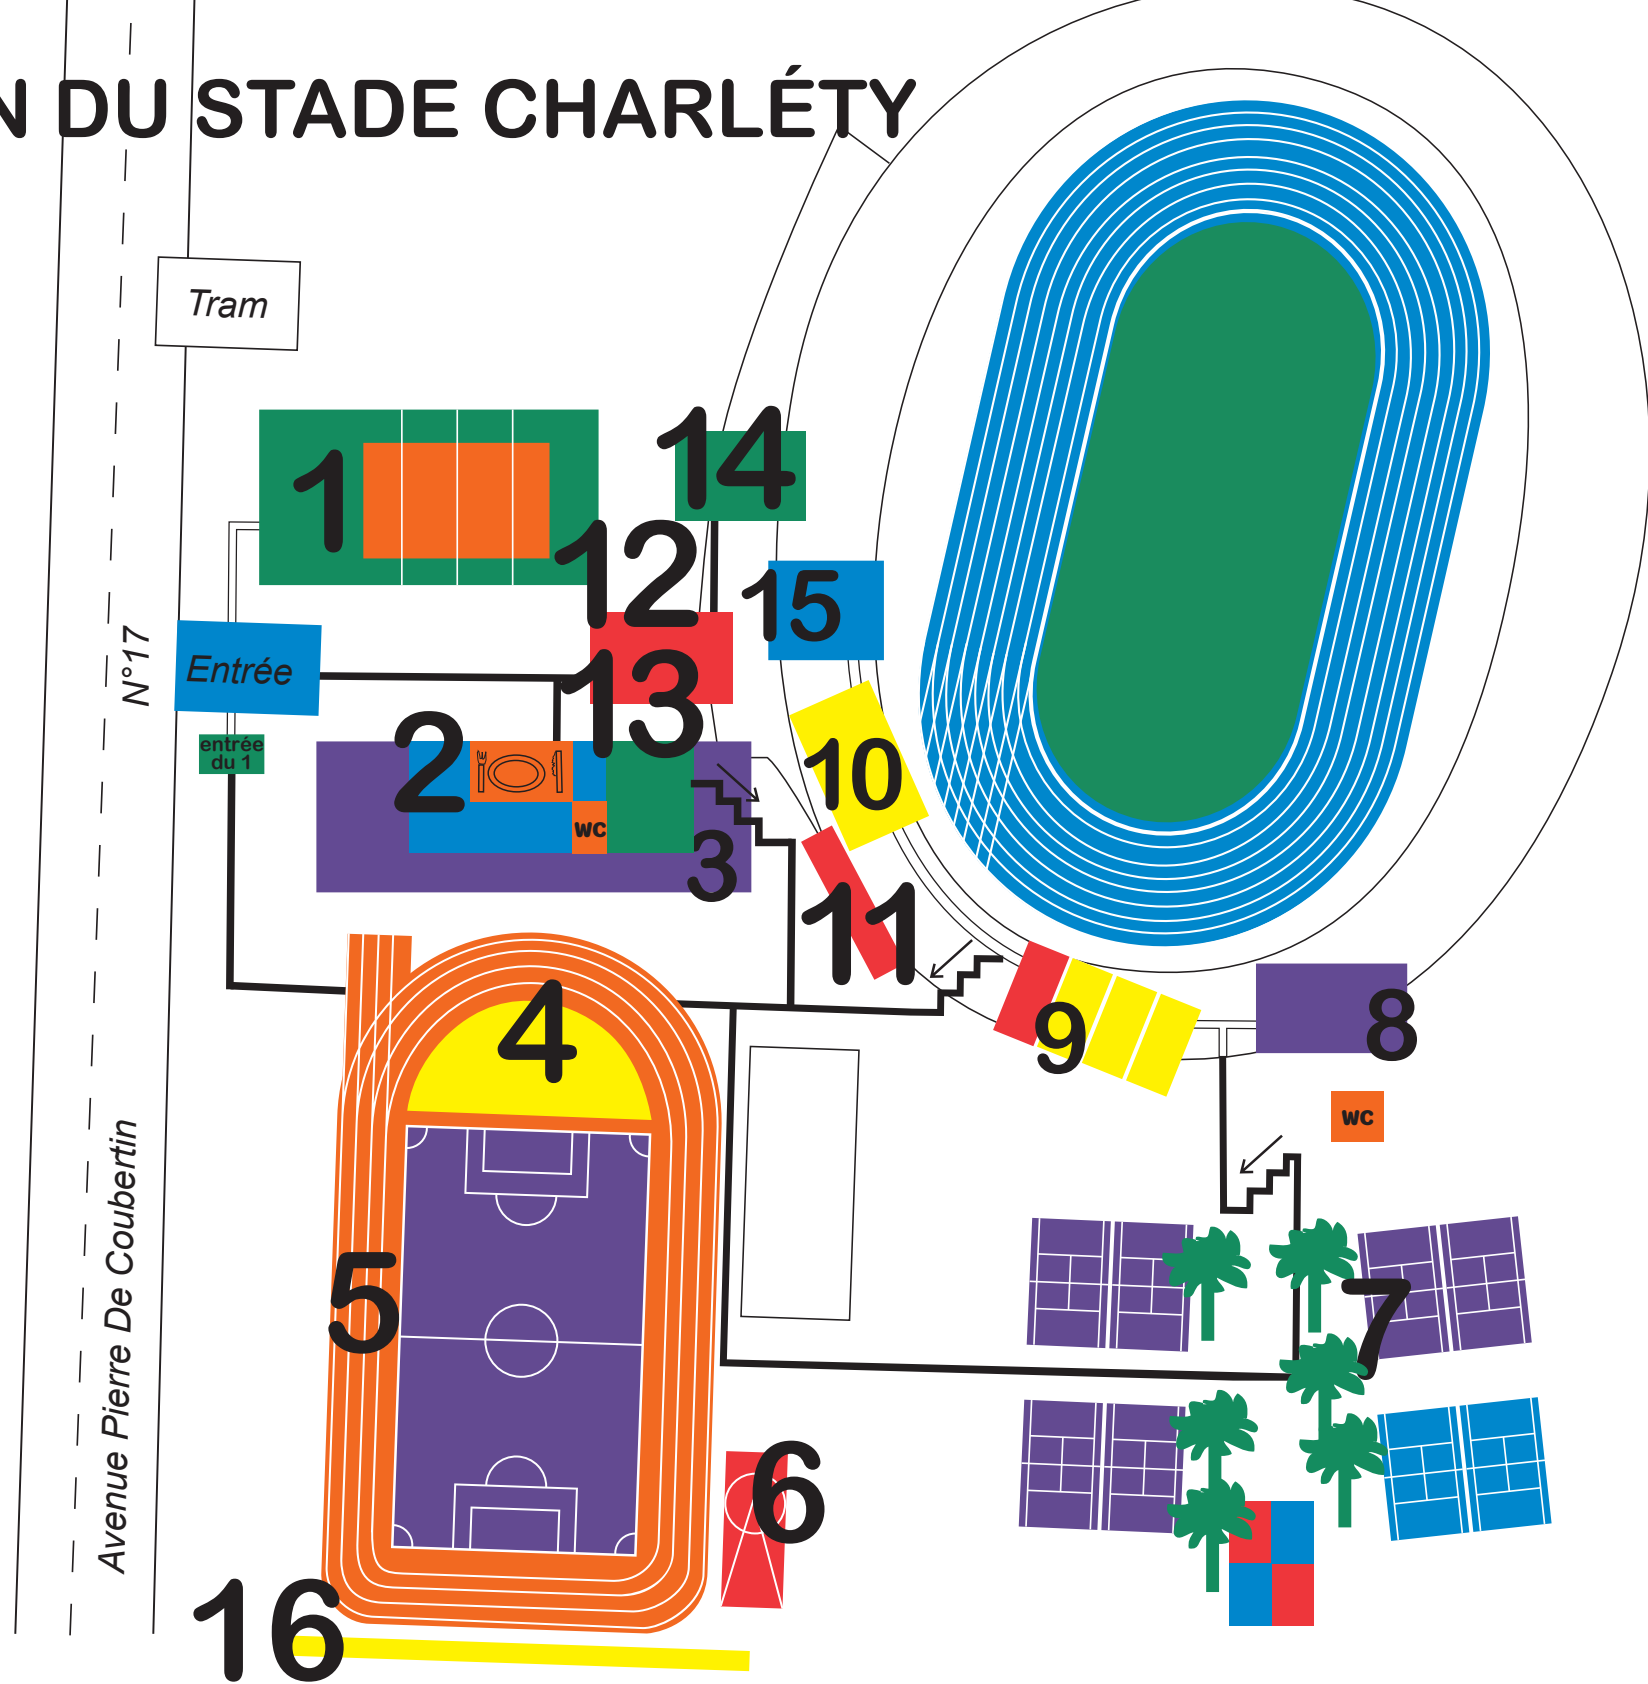 N DU STADE CHARLÉTY
Tram
1
14
12
15
N°17
Entrée
13
entrée
du 1
2
10
WC
3
11
4
9
8
WC
Avenue Pierre De Coubertin
5
7
6
16